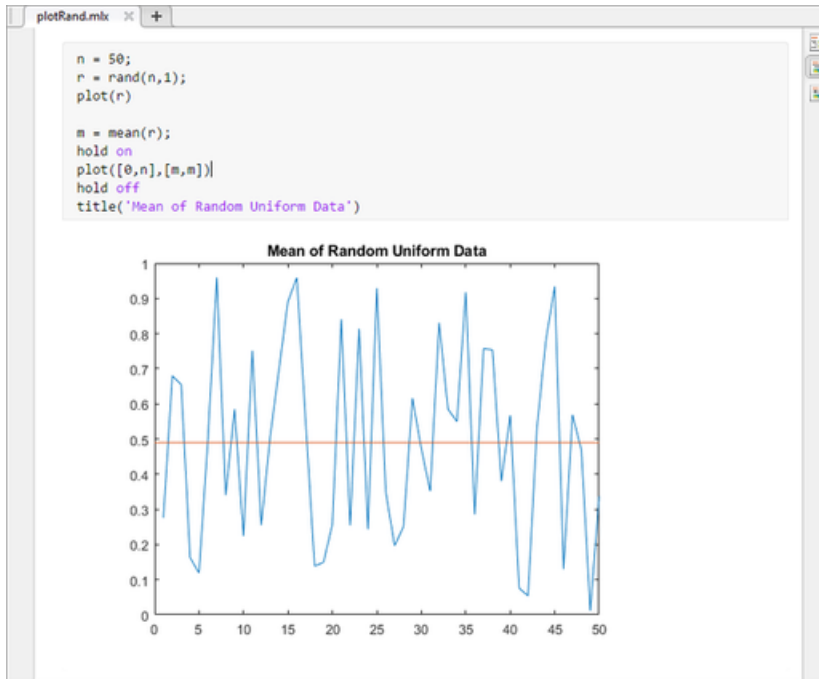 plotRand.mlx
n = 50;
r = rand(n,1);
plot(r)
m = mean(r);
hold on
plot([0,n],[m,m])
hold off
title('Mean of Random Uniform Data')
Mean of Random Uniform Data
1
0.9
0.8
0.7
0.6
0.5
0.4
0.3
0.2
0.1
0
0 5 10 15 20 25 30 35 40 45 50